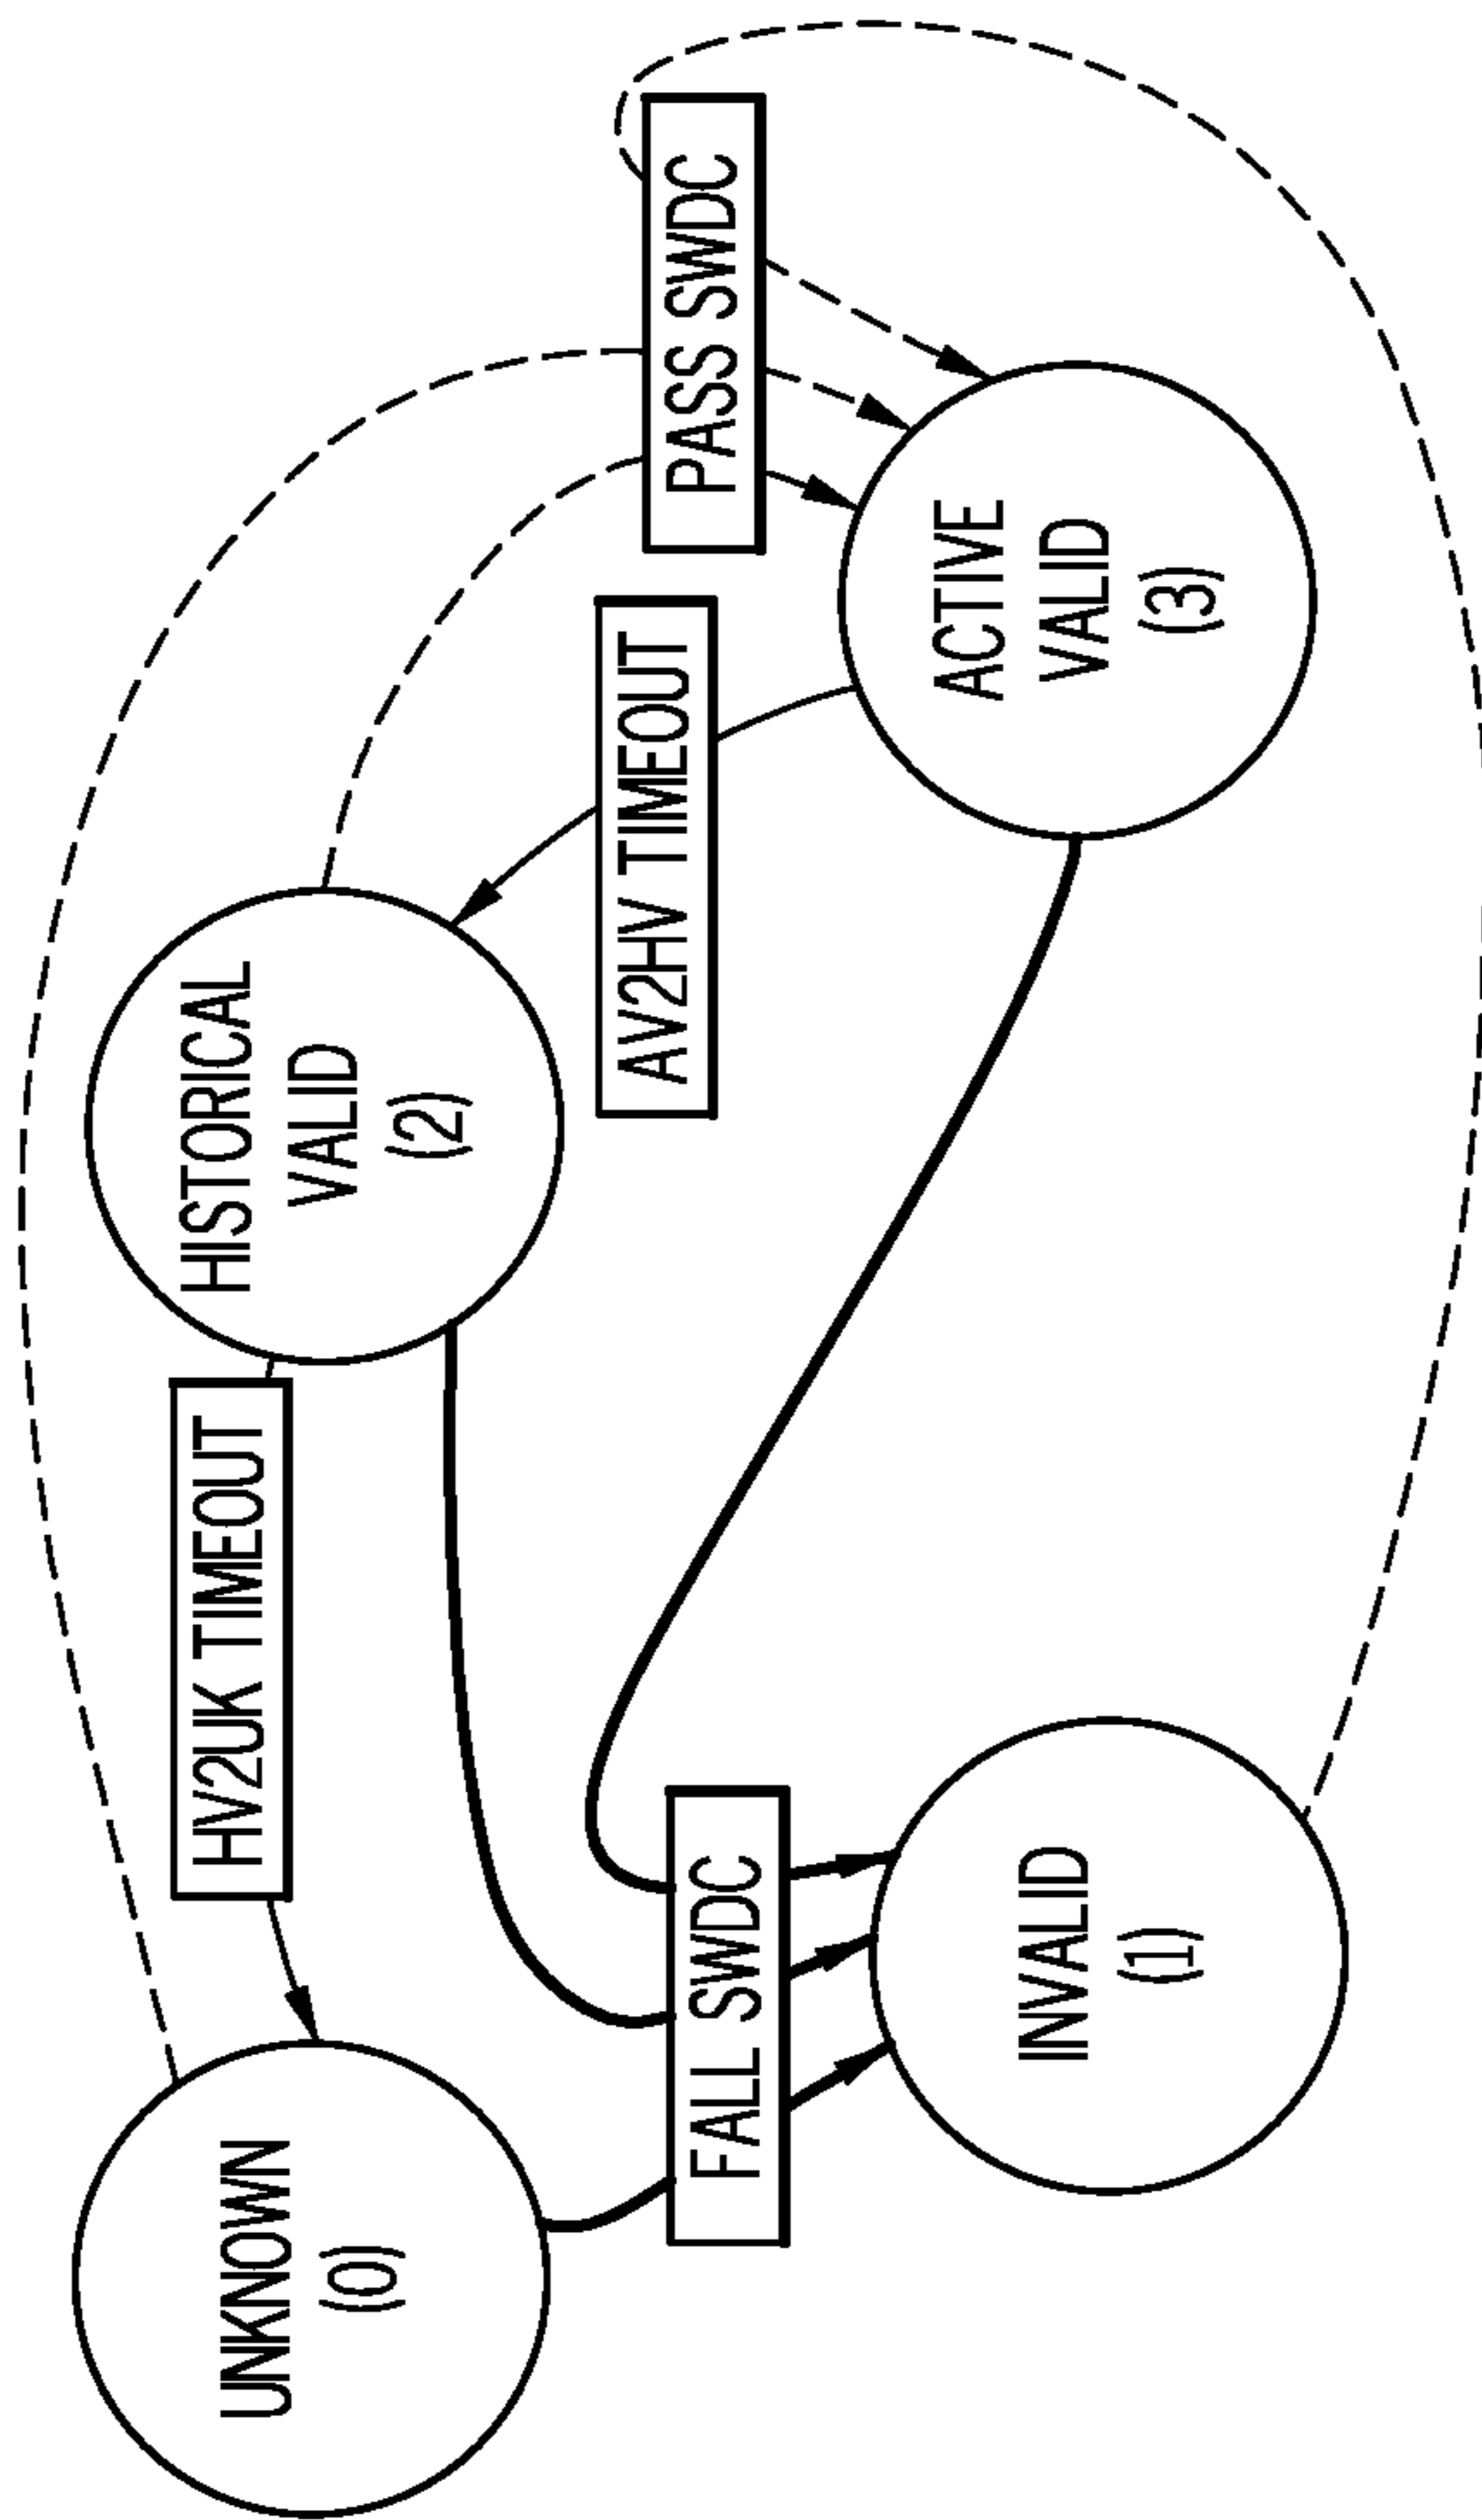 UNKNOWN
(0)
HV2UK TIMEOUT
HISTORICAL
VALID
(2)
FALL SWDC
AV2HV TIMEOUT
PASS SWDC
INVALID
(1)
ACTIVE
VALID
(3)